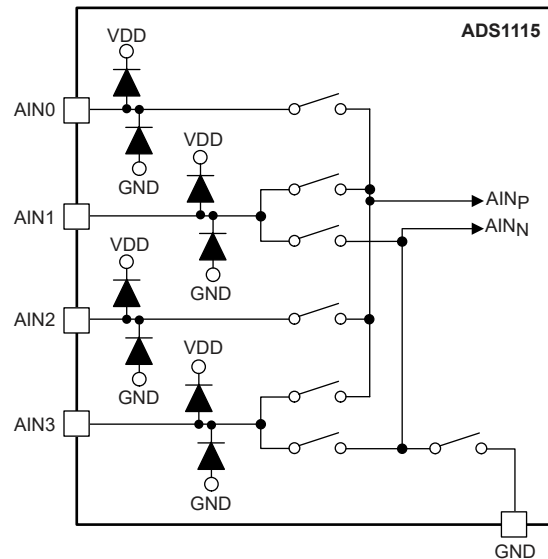 ADS1115
VDD
AIN0
GND
VDD
AINP
AIN1
AINN
GND
VDD
AIN2
GND
VDD
AIN3
GND
GND